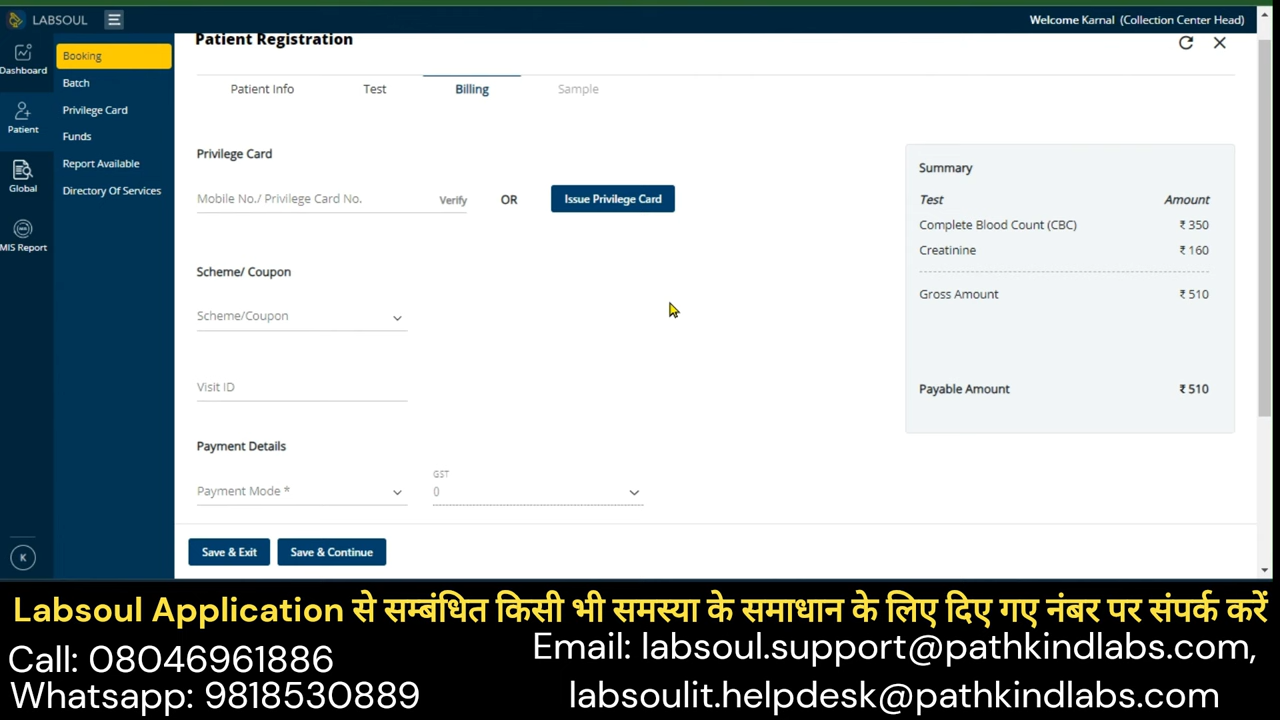 LABSOUL
Welcome Karnal (Collection Center Head)
Dashboard
Patient
Global
MIS Report
K
Booking
Batch
Privilege Card
Funds
Report Available
Directory Of Services
Patient Registration
Patient Info Test Billing Sample
Privilege Card
Mobile No./ Privilege Card No. Verify OR Issue Privilege Card
Scheme/ Coupon
Scheme/Coupon
Visit ID
Payment Details
GST
Payment Mode * 0
Save & Exit Save & Continue
Summary
Test Amount
Complete Blood Count (CBC) ₹ 350
Creatinine ₹ 160
Gross Amount ₹ 510
Payable Amount ₹ 510
Labsoul Application से सम्बंधित किसी भी समस्या के समाधान के लिए दिए गए नंबर पर संपर्क करें
Call: 08046961886
Whatsapp: 9818530889
Email: labsoul.support@pathkindlabs.com,
labsoulit.helpdesk@pathkindlabs.com